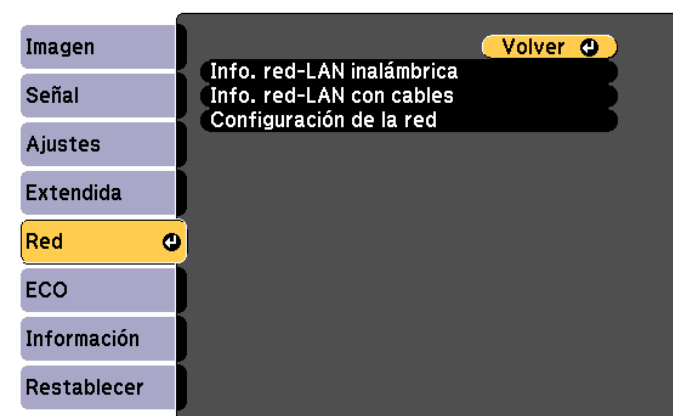 Imagen
Señal
Ajustes
Extendida
Red
ECO
Información
Restablecer
Volver
Info. red-LAN inalámbrica
Info. red-LAN con cables
Configuración de la red